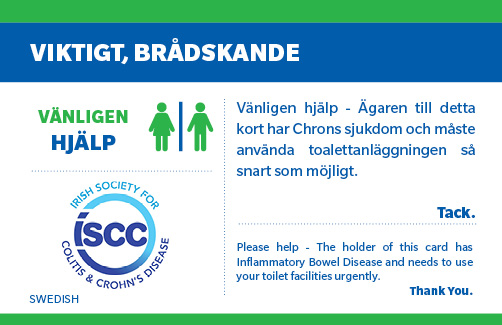 VIKTIGT, BRÅDSKANDE
VÄNLIGEN
HJÄLP
IRISH SOCIETY FOR
iscc
COLITIS & CROHN'S DISEASE
SWEDISH
Vänligen hjälp - Ägaren till detta
kort har Chrons sjukdom och måste
använda toalettanläggningen så
snart som möjligt.
Tack.
Please help - The holder of this card has
Inflammatory Bowel Disease and needs to use
your toilet facilities urgently.
Thank You.